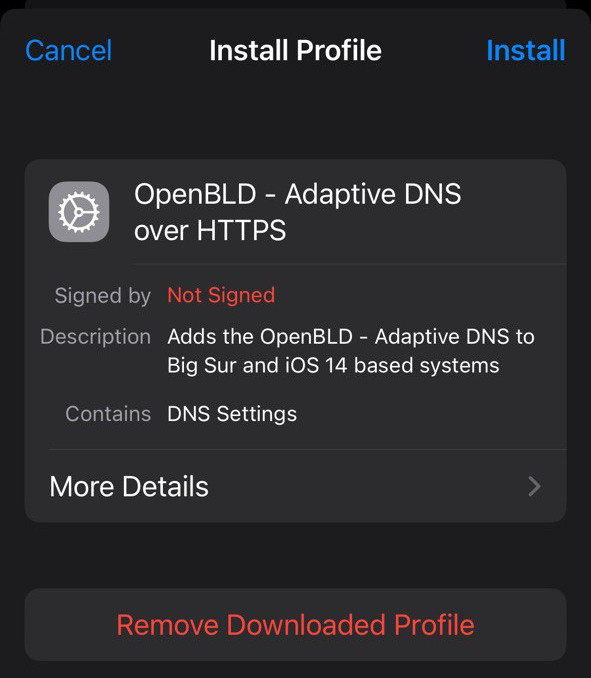 Cancel Install Profile Install
OpenBLD - Adaptive DNS
over HTTPS
Signed by Not Signed
Description Adds the OpenBLD - Adaptive DNS to
Big Sur and iOS 14 based systems
Contains DNS Settings
More Details
Remove Downloaded Profile